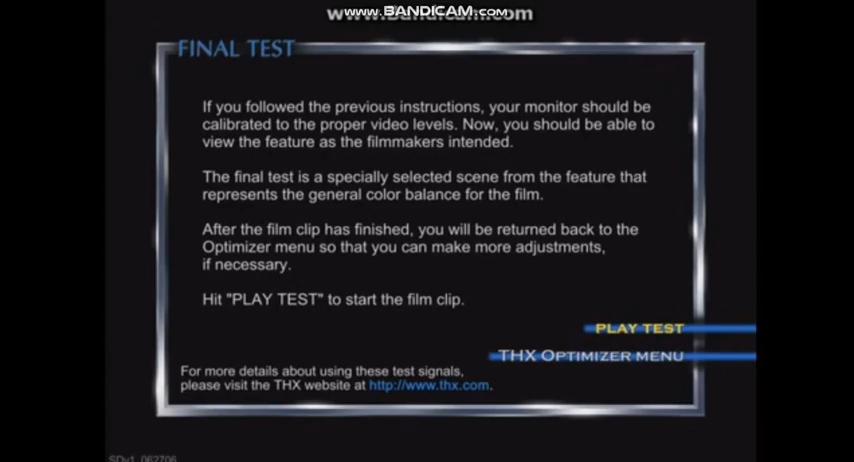 www.BANDICAM.com
www.Bandicam.com
FINAL TEST
If you followed the previous instructions, your monitor should be
calibrated to the proper video levels. Now, you should be able to
view the feature as the filmmakers intended.
The final test is a specially selected scene from the feature that
represents the general color balance for the film.
After the film clip has finished, you will be returned back to the
Optimizer menu so that you can make more adjustments,
if necessary.
Hit "PLAY TEST" to start the film clip.
PLAY TEST
THX OPTIMIZER MENU
For more details about using these test signals,
please visit the THX website at http://www.thx.com.
SDv1_062706